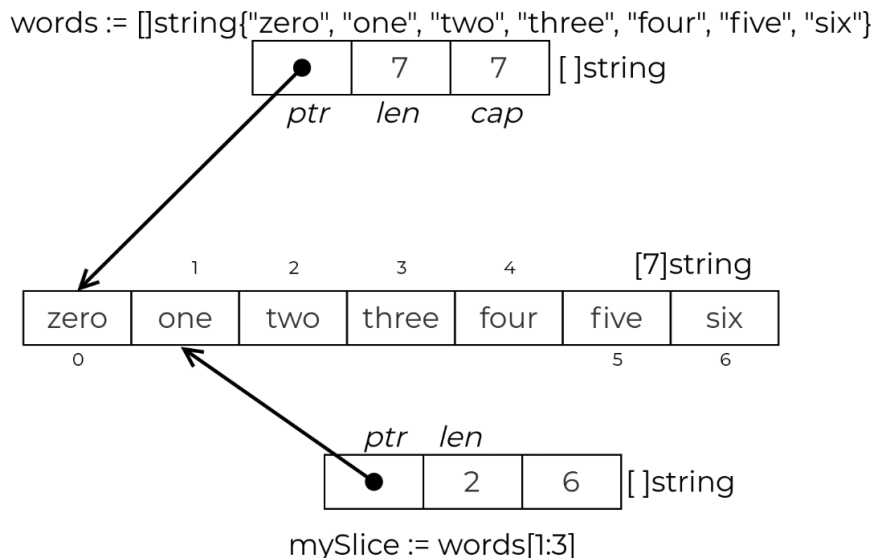 words := []string{"zero", "one", "two", "three", "four", "five", "six"}
7 7 [ ]string
ptr len cap
1 2 3 4 [7]string
zero one two three four five six
0 5 6
ptr len
2 6 [ ]string
mySlice := words[1:3]